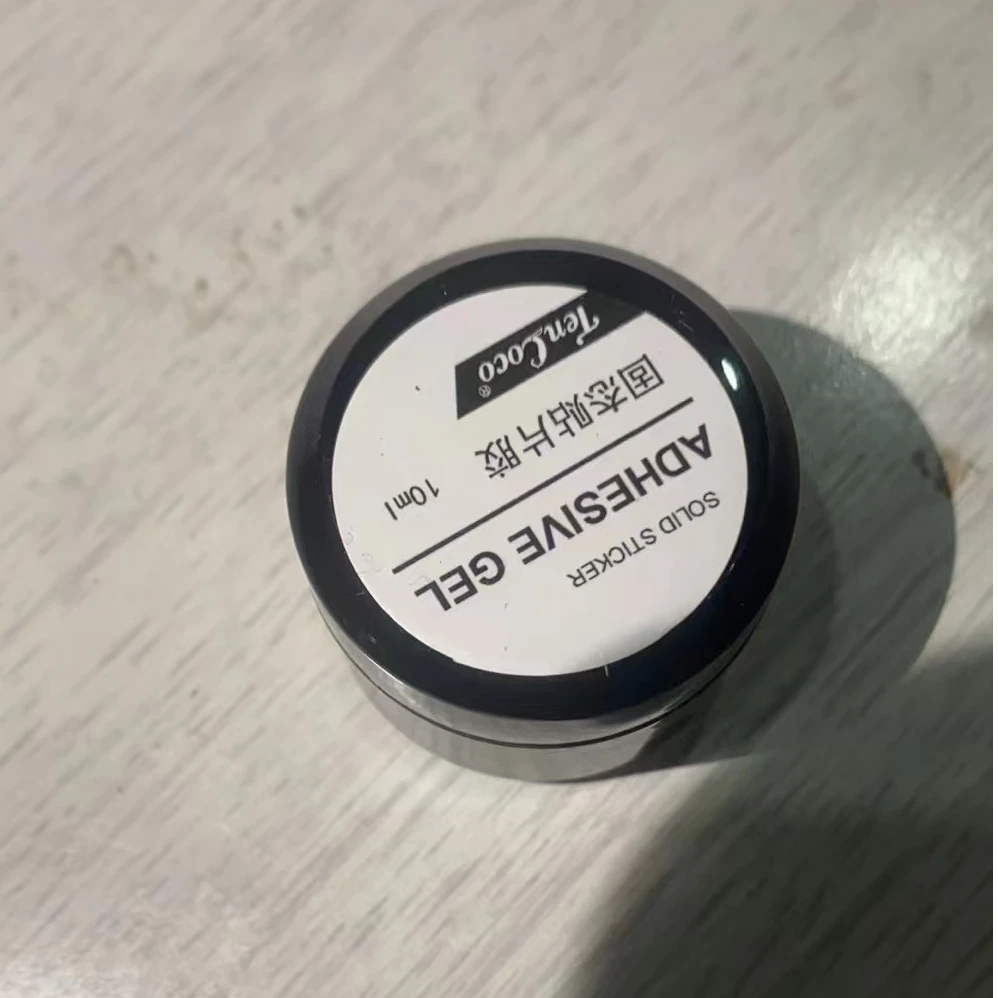 TenCoco®
固态贴片胶
10ml
ADHESIVE GEL
SOLID STICKER